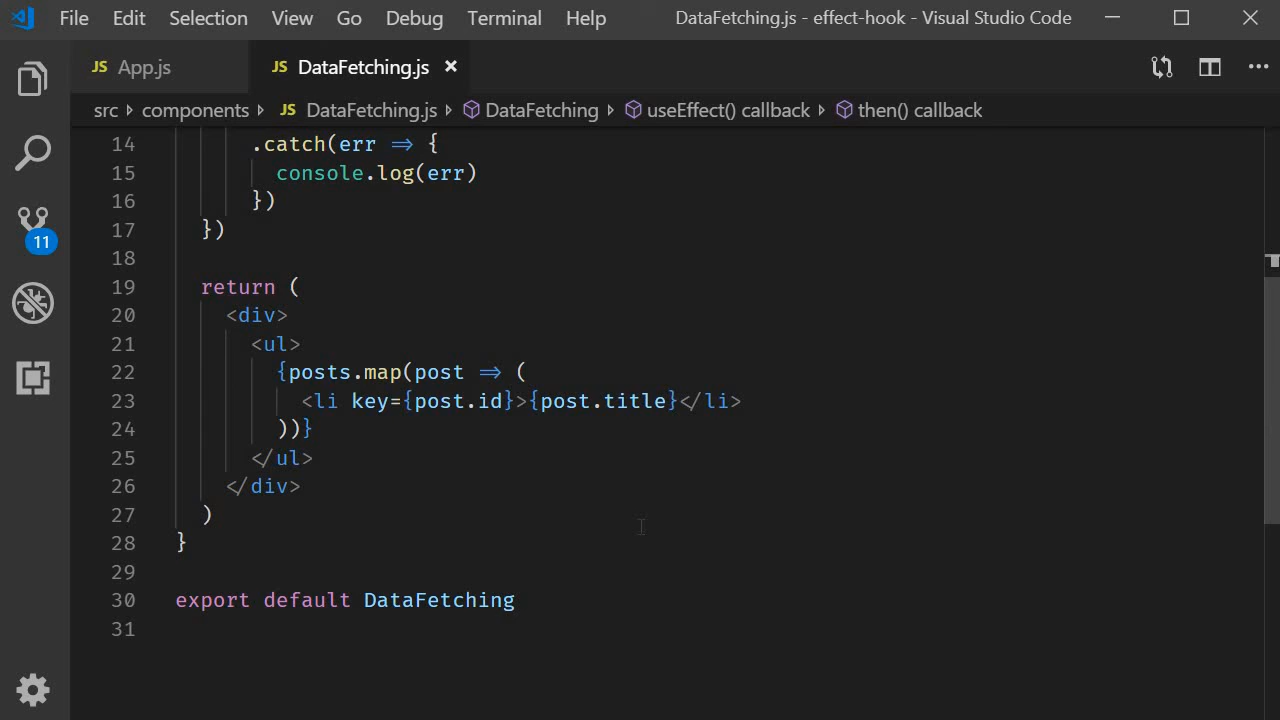 File Edit Selection View Go Debug Terminal Help DataFetching.js - effect-hook - Visual Studio Code
JS App.js JS DataFetching.js
src components JS DataFetching.js DataFetching useEffect() callback then() callback
14 .catch(err => {
15 console.log(err)
16 })
17 })
18
19 return (
20 <div>
21 <ul>
22 {posts.map(post => (
23 <li key={post.id}>{post.title}</li>
24 ))}
25 </ul>
26 </div>
27 )
28 }
29
30 export default DataFetching
31
11